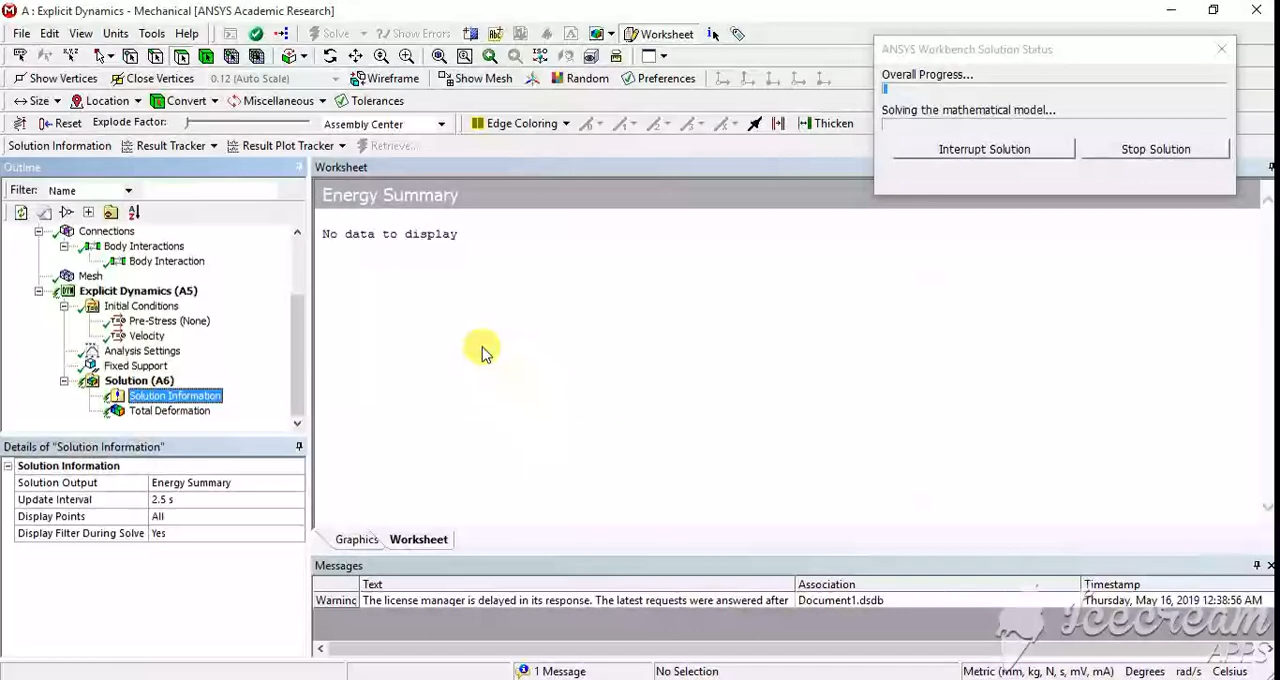 A : Explicit Dynamics - Mechanical [ANSYS Academic Research]
File Edit View Units Tools Help Solve Show Errors Worksheet
Show Vertices Close Vertices 0.12 (Auto Scale) Wireframe Show Mesh Random Preferences
Size Location Convert Miscellaneous Tolerances
Reset Explode Factor: Assembly Center Edge Coloring Thicken
Solution Information Result Tracker Result Plot Tracker Retrieve...
ANSYS Workbench Solution Status
Overall Progress...
Solving the mathematical model...
Interrupt Solution Stop Solution
Outline
Filter: Name
Connections
Body Interactions
Body Interaction
Mesh
Explicit Dynamics (A5)
Initial Conditions
Pre-Stress (None)
Velocity
Analysis Settings
Fixed Support
Solution (A6)
Solution Information
Total Deformation
Details of "Solution Information"
Solution Information
Solution Output Energy Summary
Update Interval 2.5 s
Display Points All
Display Filter During Solve Yes
Worksheet
Energy Summary
No data to display
Graphics Worksheet
Messages
Text Association Timestamp
Warning The license manager is delayed in its response. The latest requests were answered after Document1.dsdb Thursday, May 16, 2019 12:38:56 AM
Icecream
APPS
1 Message No Selection Metric (mm, kg, N, s, mV, mA) Degrees rad/s Celsius